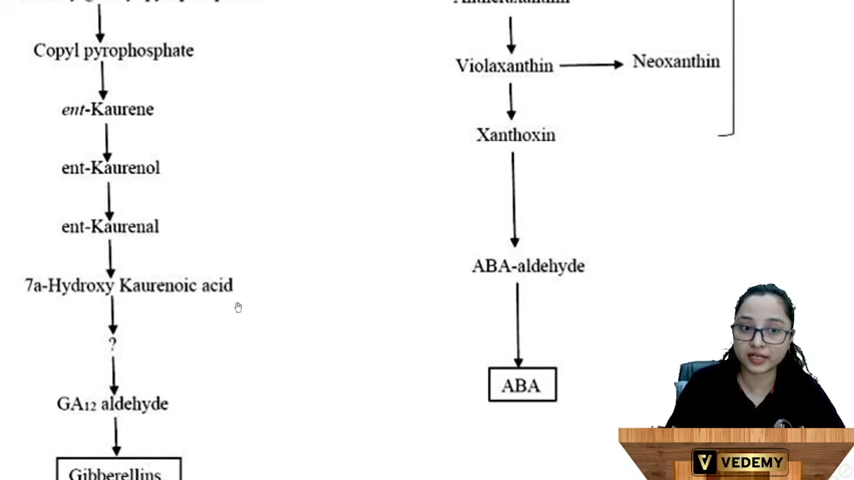 Copyl pyrophosphate
ent-Kaurene
ent-Kaurenol
ent-Kaurenal
7a-Hydroxy Kaurenoic acid
?
GA12 aldehyde
Gibberellins
Violaxanthin
Neoxanthin
Xanthoxin
ABA-aldehyde
ABA
V VEDEMY